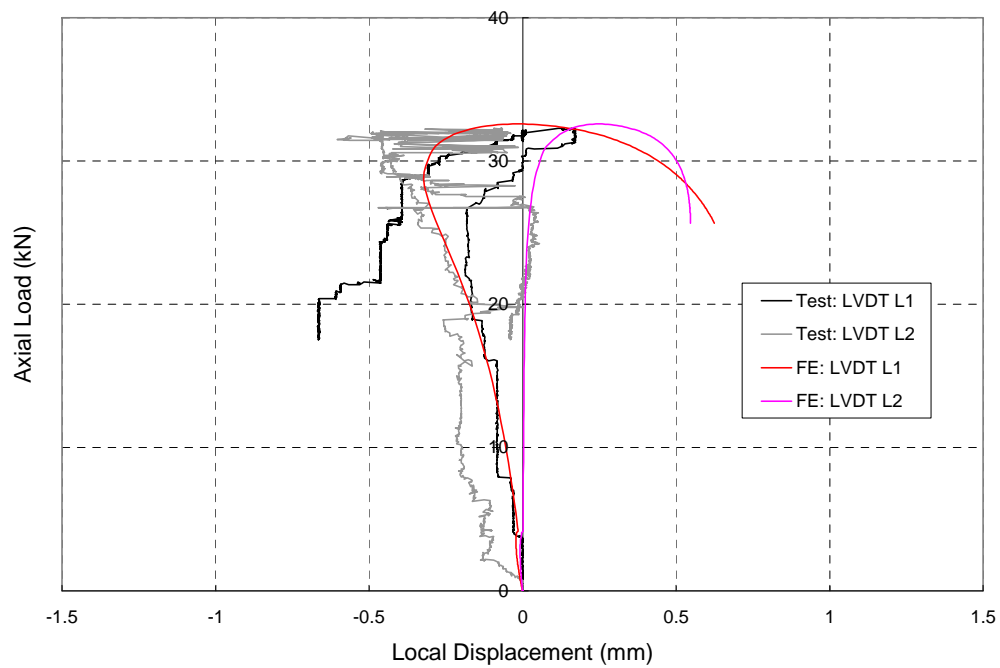 40
30
20
10
0
-1.5 -1 -0.5 0 0.5 1 1.5
Axial Load (kN)
Local Displacement (mm)
Test: LVDT L1
Test: LVDT L2
FE: LVDT L1
FE: LVDT L2